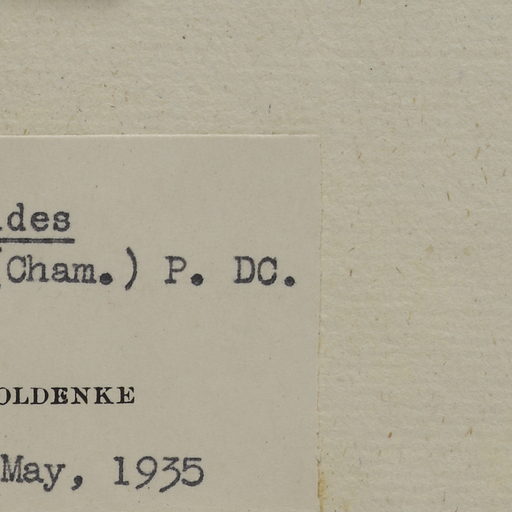 ides
(Cham.) P. DC.
OLDENKE
May, 1935